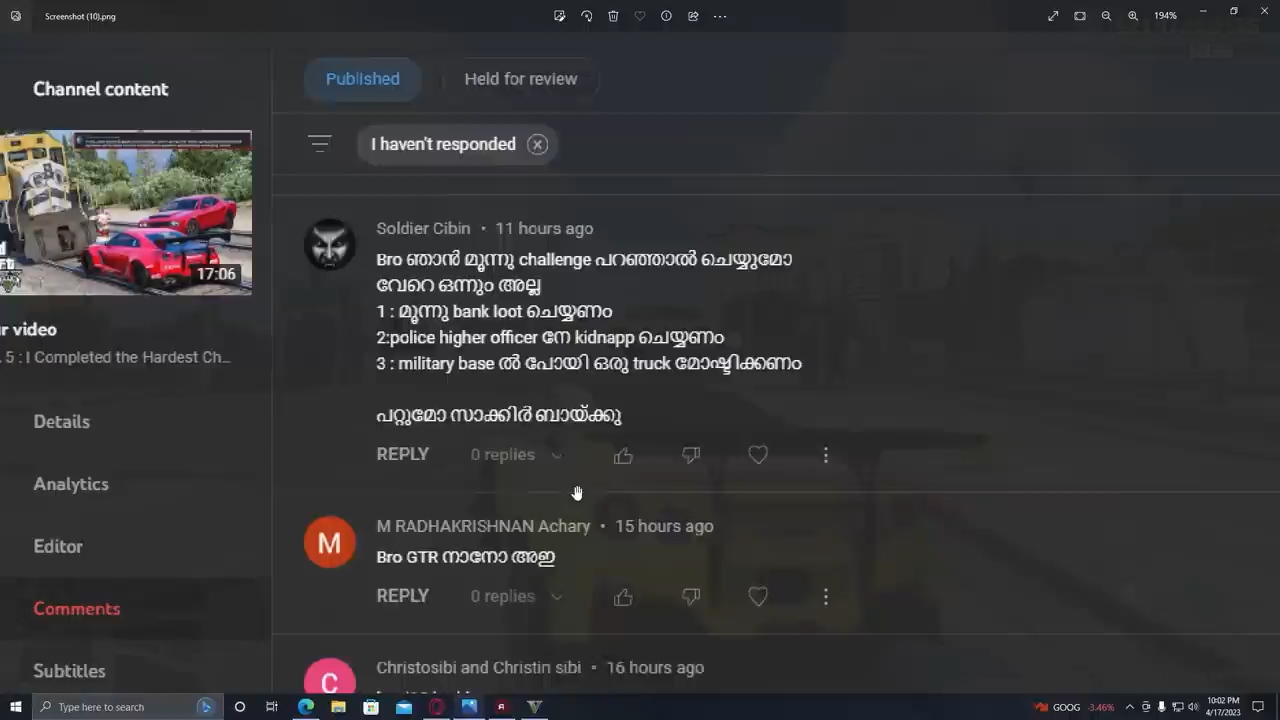 Screenshot (10).png
194%
Channel content
Published
Held for review
I haven't responded
17:06
Soldier Cibin • 11 hours ago
Bro ഞാൻ മൂന്നു challenge പറഞ്ഞാൽ ചെയ്യുമോ
വേറെ ഒന്നും അല്ല
1 : മൂന്നു bank loot ചെയ്യണം
2:police higher officer നേ kidnapp ചെയ്യണം
3 : military base ൽ പോയി ഒരു truck മോഷ്ടിക്കണം
പറ്റുമോ സാക്കിർ ബായ്ക്കു
REPLY 0 replies
video
5 : I Completed the Hardest Ch...
Details
Analytics
Editor
Comments
Subtitles
M
M RADHAKRISHNAN Achary • 15 hours ago
Bro GTR നാനോ അഇ
REPLY 0 replies
C
Christosibi and Christin sibi • 16 hours ago
Type here to search
GOOG -3.46%
10:02 PM
4/17/2023